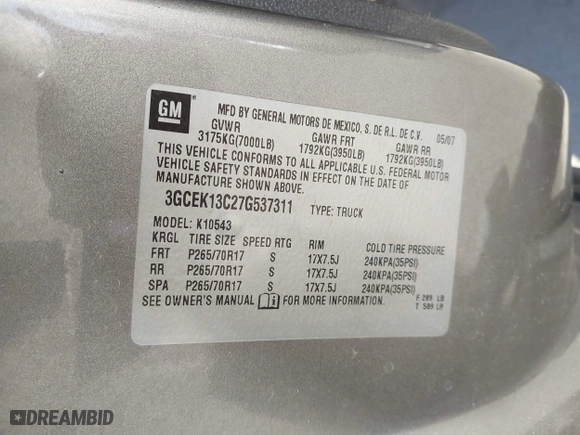 GM ®
MFD BY GENERAL MOTORS DE MEXICO, S. DE R.L. DE C.V. 05/07
GVWR GAWR FRT GAWR RR
3175KG(7000LB) 1792KG(3950LB) 1792KG(3950LB)
THIS VEHICLE CONFORMS TO ALL APPLICABLE U.S. FEDERAL MOTOR
VEHICLE SAFETY STANDARDS IN EFFECT ON THE DATE OF
MANUFACTURE SHOWN ABOVE.
3GCEK13C27G537311 TYPE: TRUCK
MODEL: K10543
KRGL TIRE SIZE SPEED RTG RIM COLD TIRE PRESSURE
FRT P265/70R17 S 17X7.5J 240KPA(35PSI)
RR P265/70R17 S 17X7.5J 240KPA(35PSI)
SPA P265/70R17 S 17X7.5J 240KPA(35PSI)
SEE OWNER'S MANUAL FOR MORE INFORMATION.
F 289 LB
T 509 LB
DREAMBID